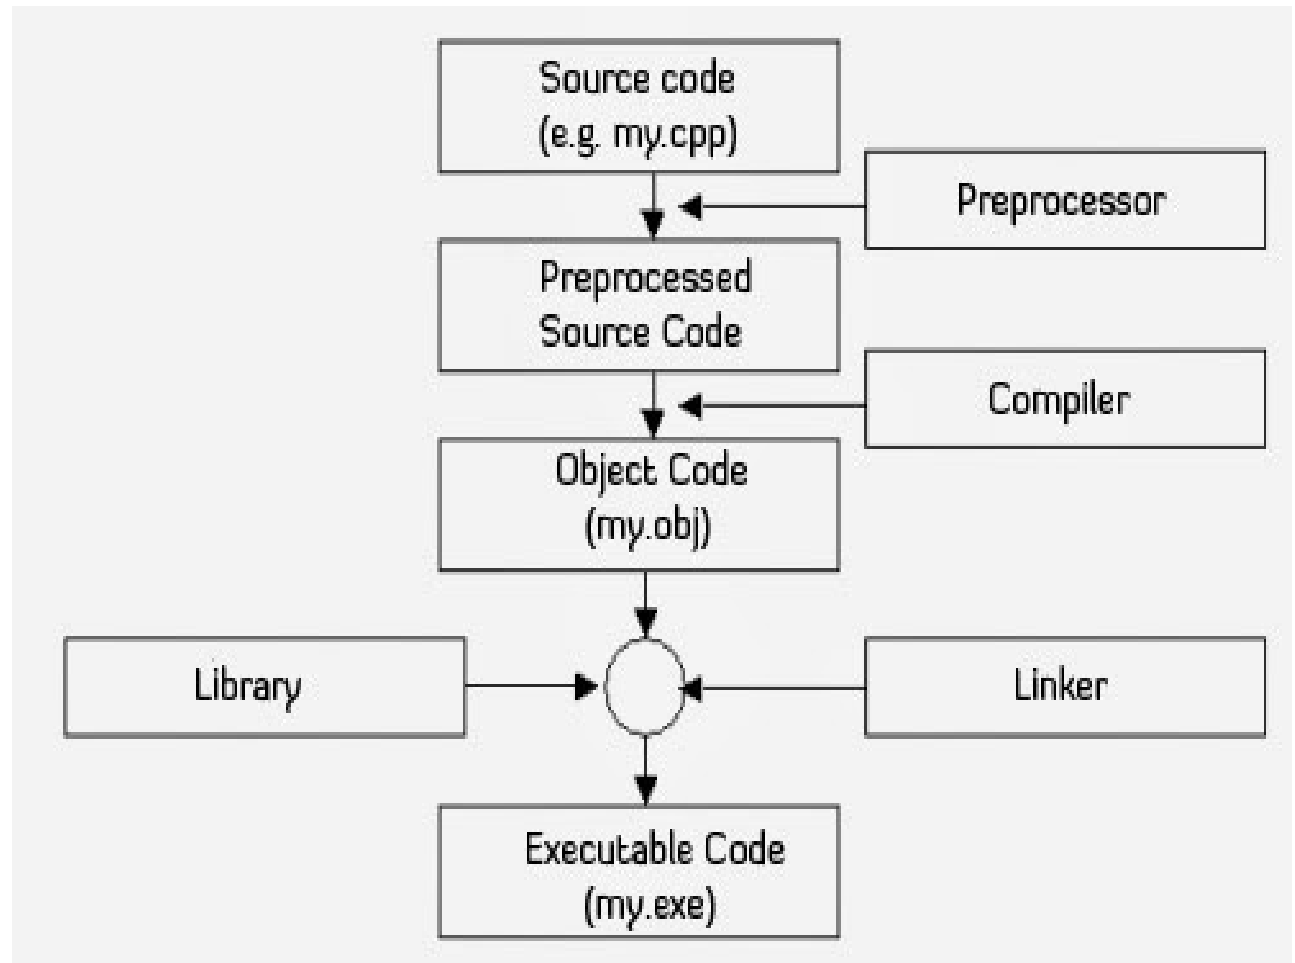 Source code
(e.g. my.cpp)
Preprocessor
Preprocessed
Source Code
Compiler
Object Code
(my.obj)
Library
Linker
Executable Code
(my.exe)